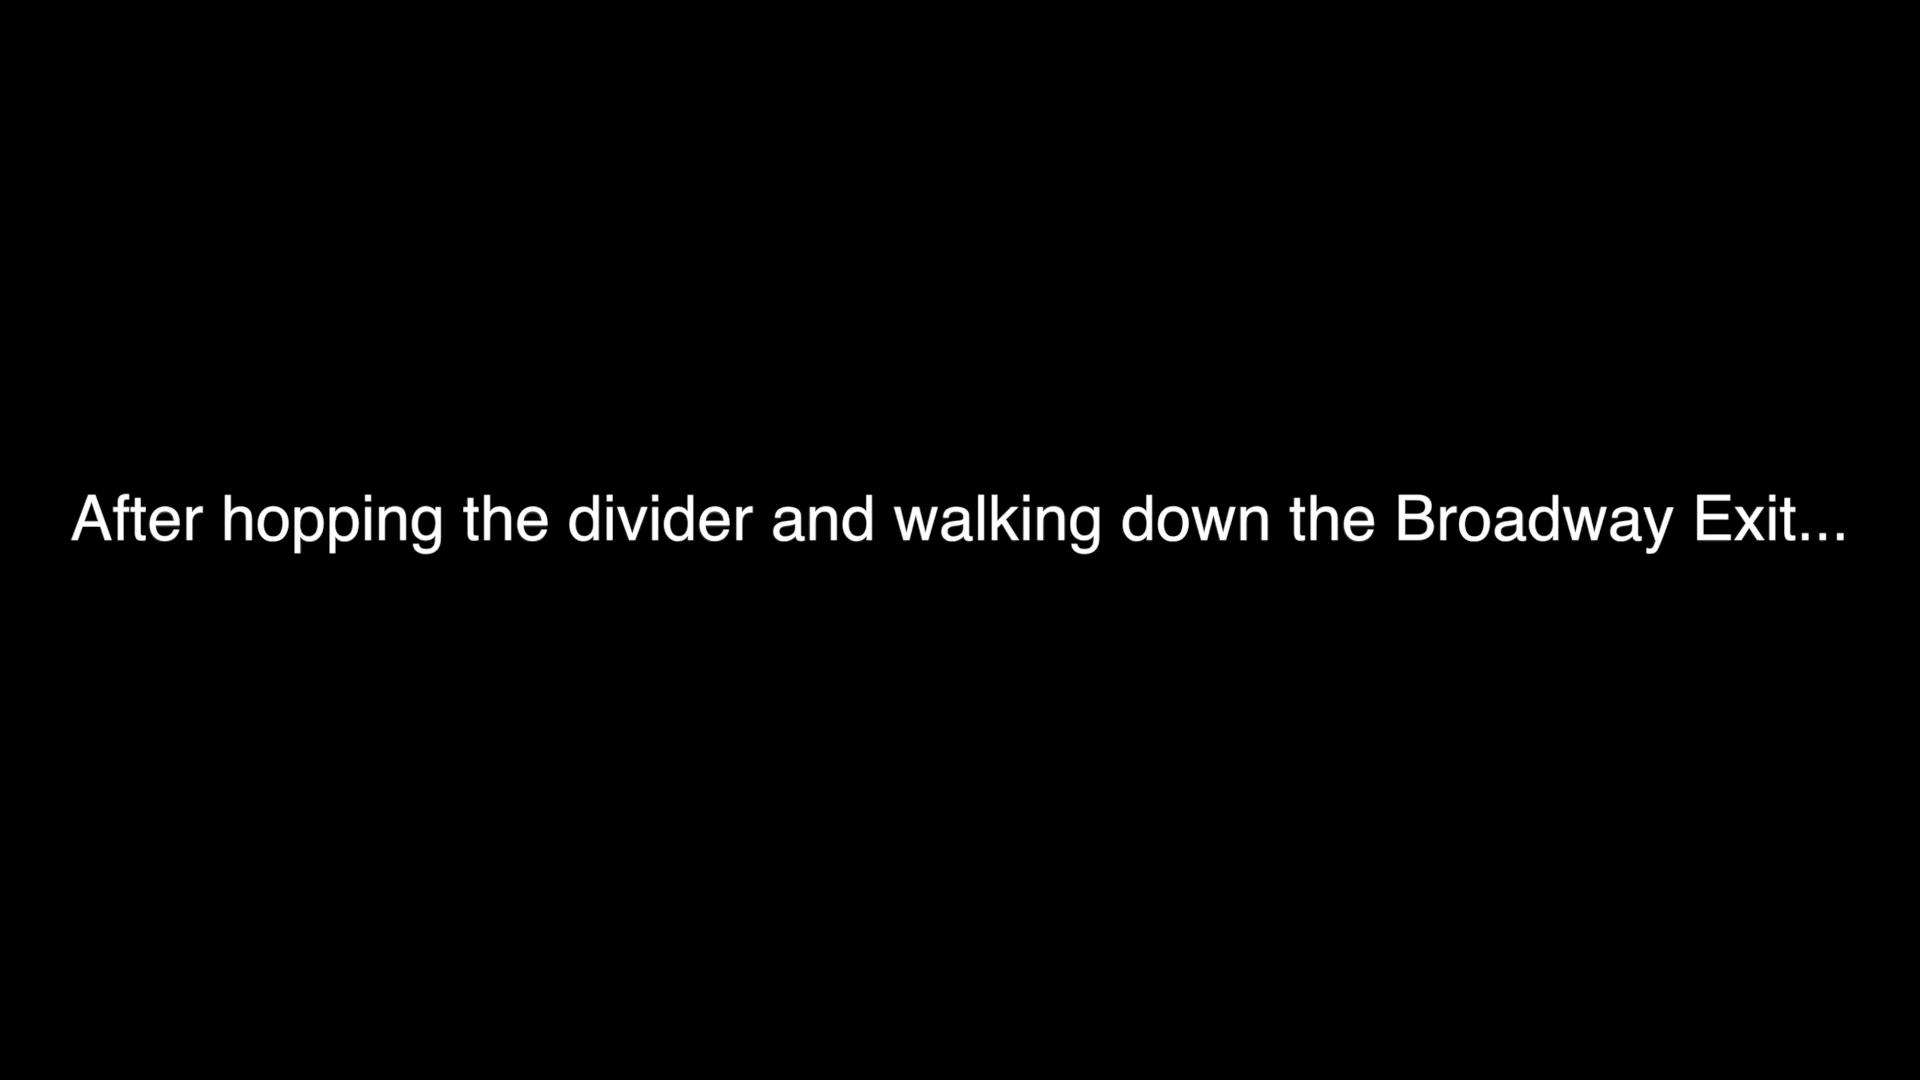 After hopping the divider and walking down the Broadway Exit...